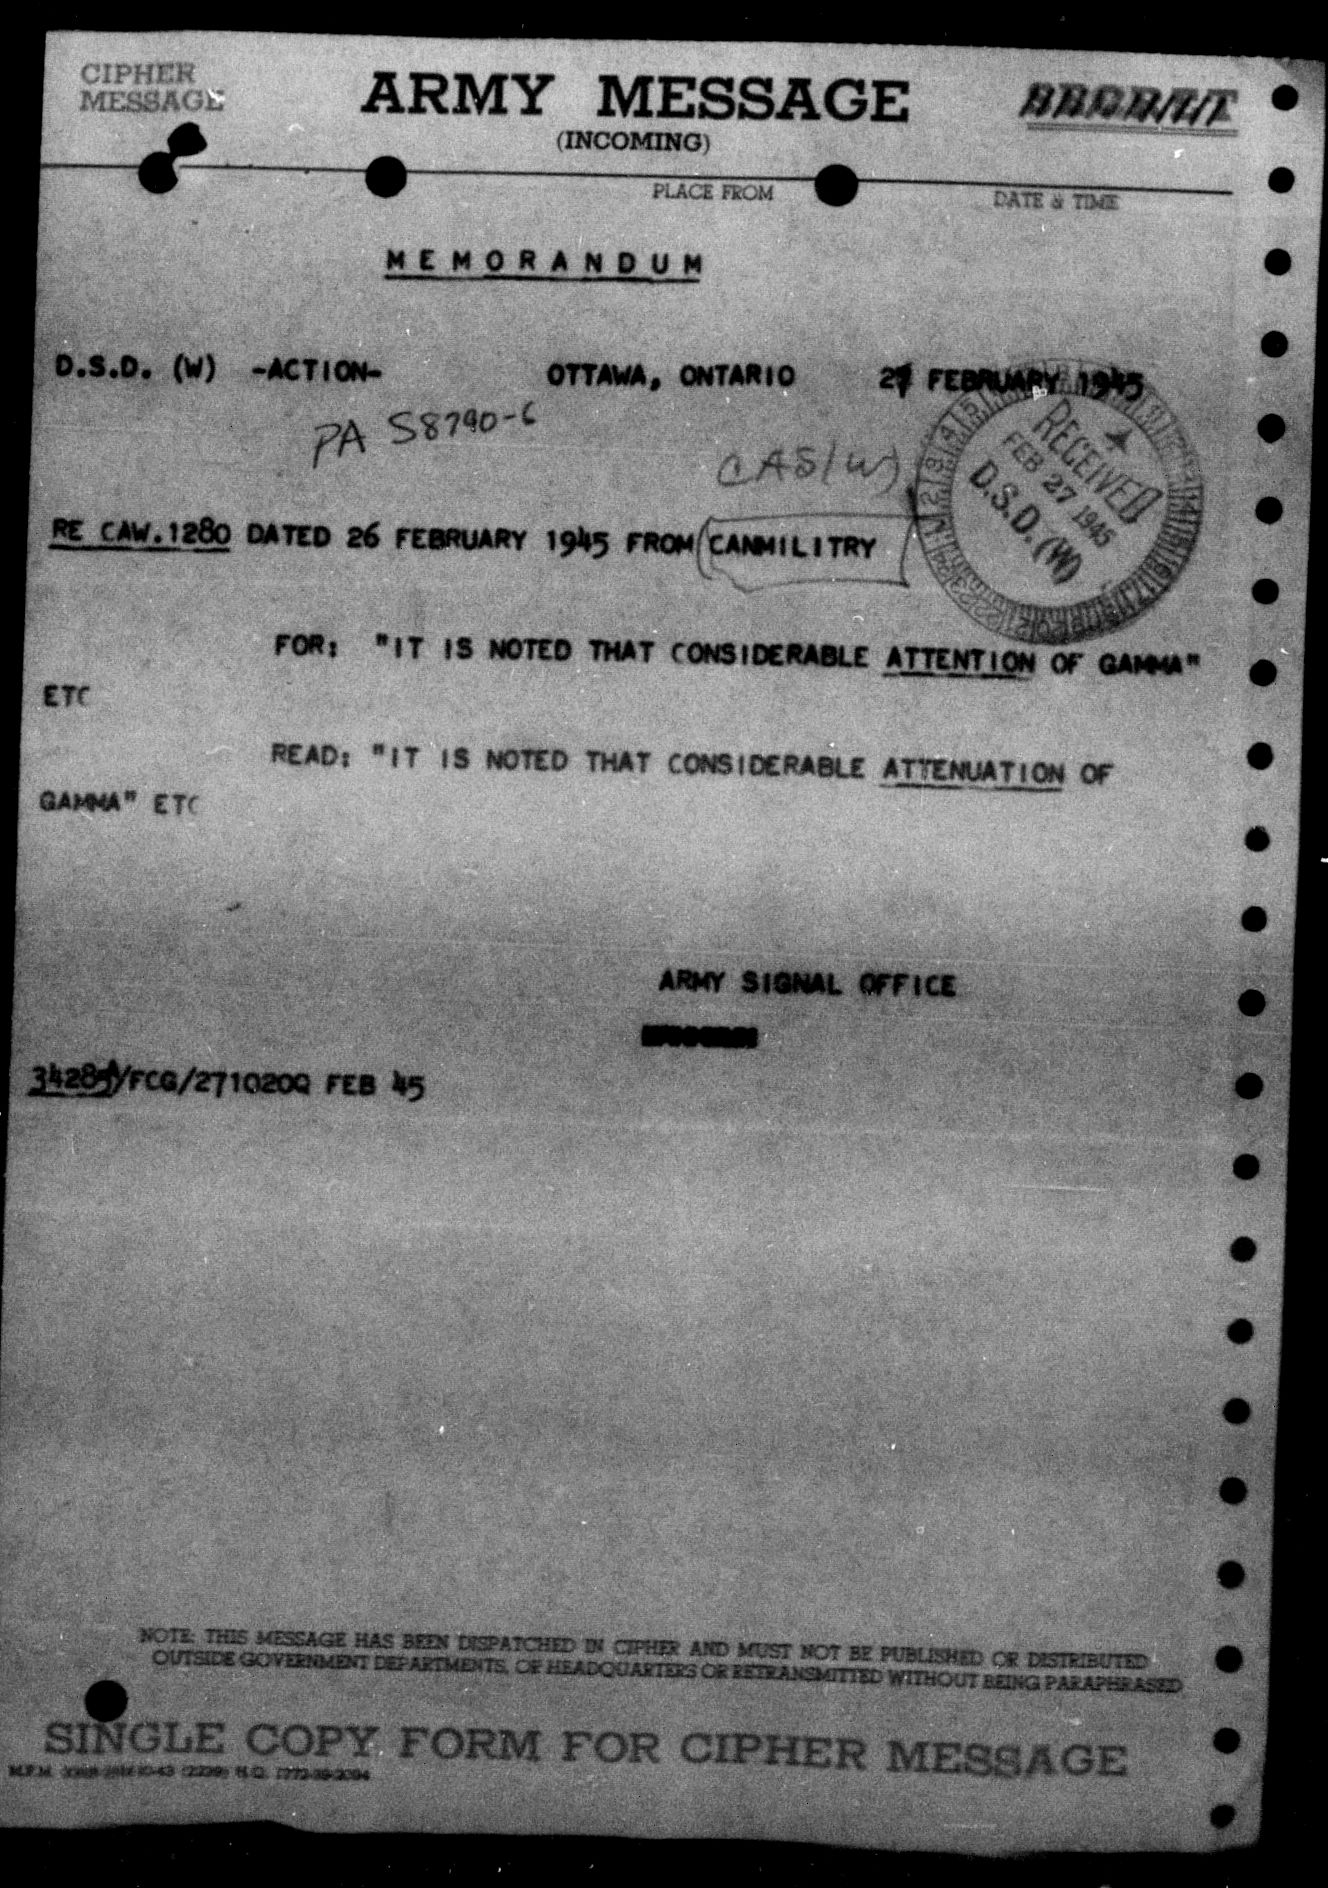 CIPHER
MESSAGE
ARMY MESSAGE
(INCOMING)
PLACE FROM
DATE & TIME
MEMORANDUM
D.S.D. (W) -ACTION- OTTAWA, ONTARIO 27 FEBRUARY 1945
PA S8790-6
CAS(W)
RECEIVED
FEB 27 1945
D.S.D.(W)
RE CAW.1280 DATED 26 FEBRUARY 1945 FROM CANMILITRY
FOR: "IT IS NOTED THAT CONSIDERABLE ATTENTION OF GAMMA"
ETC
READ: "IT IS NOTED THAT CONSIDERABLE ATTENUATION OF
GAMMA" ETC
ARMY SIGNAL OFFICE
/FCG/271020Q FEB 45
NOTE: THIS MESSAGE HAS BEEN DISPATCHED IN CIPHER AND MUST NOT BE PUBLISHED OR DISTRIBUTED
OUTSIDE GOVERNMENT DEPARTMENTS, OR HEADQUARTERS OR RETRANSMITTED WITHOUT BEING PARAPHRASED
SINGLE COPY FORM FOR CIPHER MESSAGE